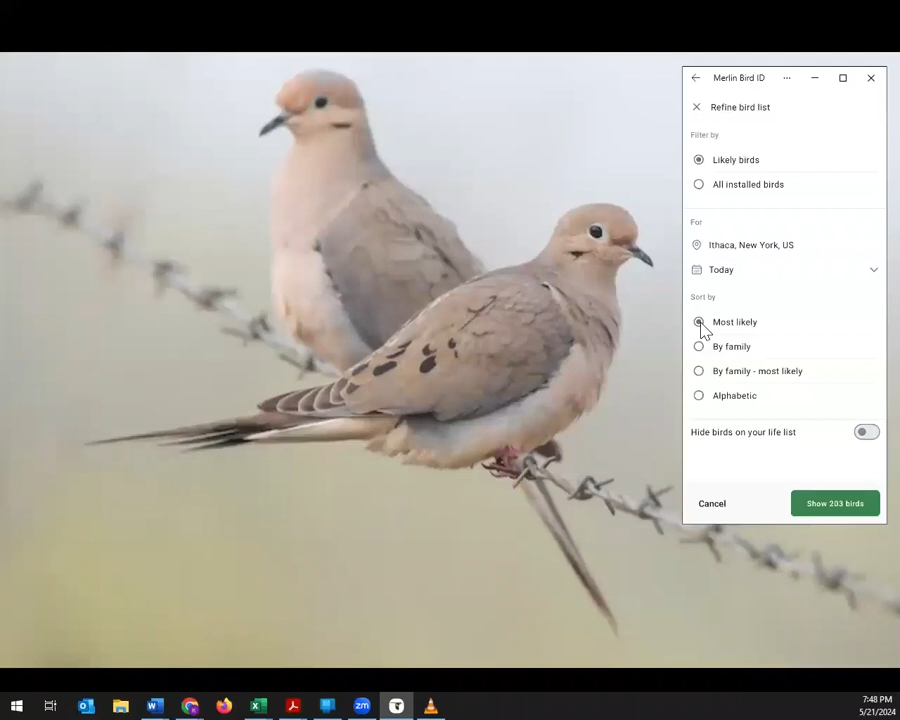 Merlin Bird ID
Refine bird list
Filter by
Likely birds
All installed birds
For
Ithaca, New York, US
Today
Sort by
Most likely
By family
By family - most likely
Alphabetic
Hide birds on your life list
Cancel
Show 203 birds
zm
7:48 PM
5/21/2024